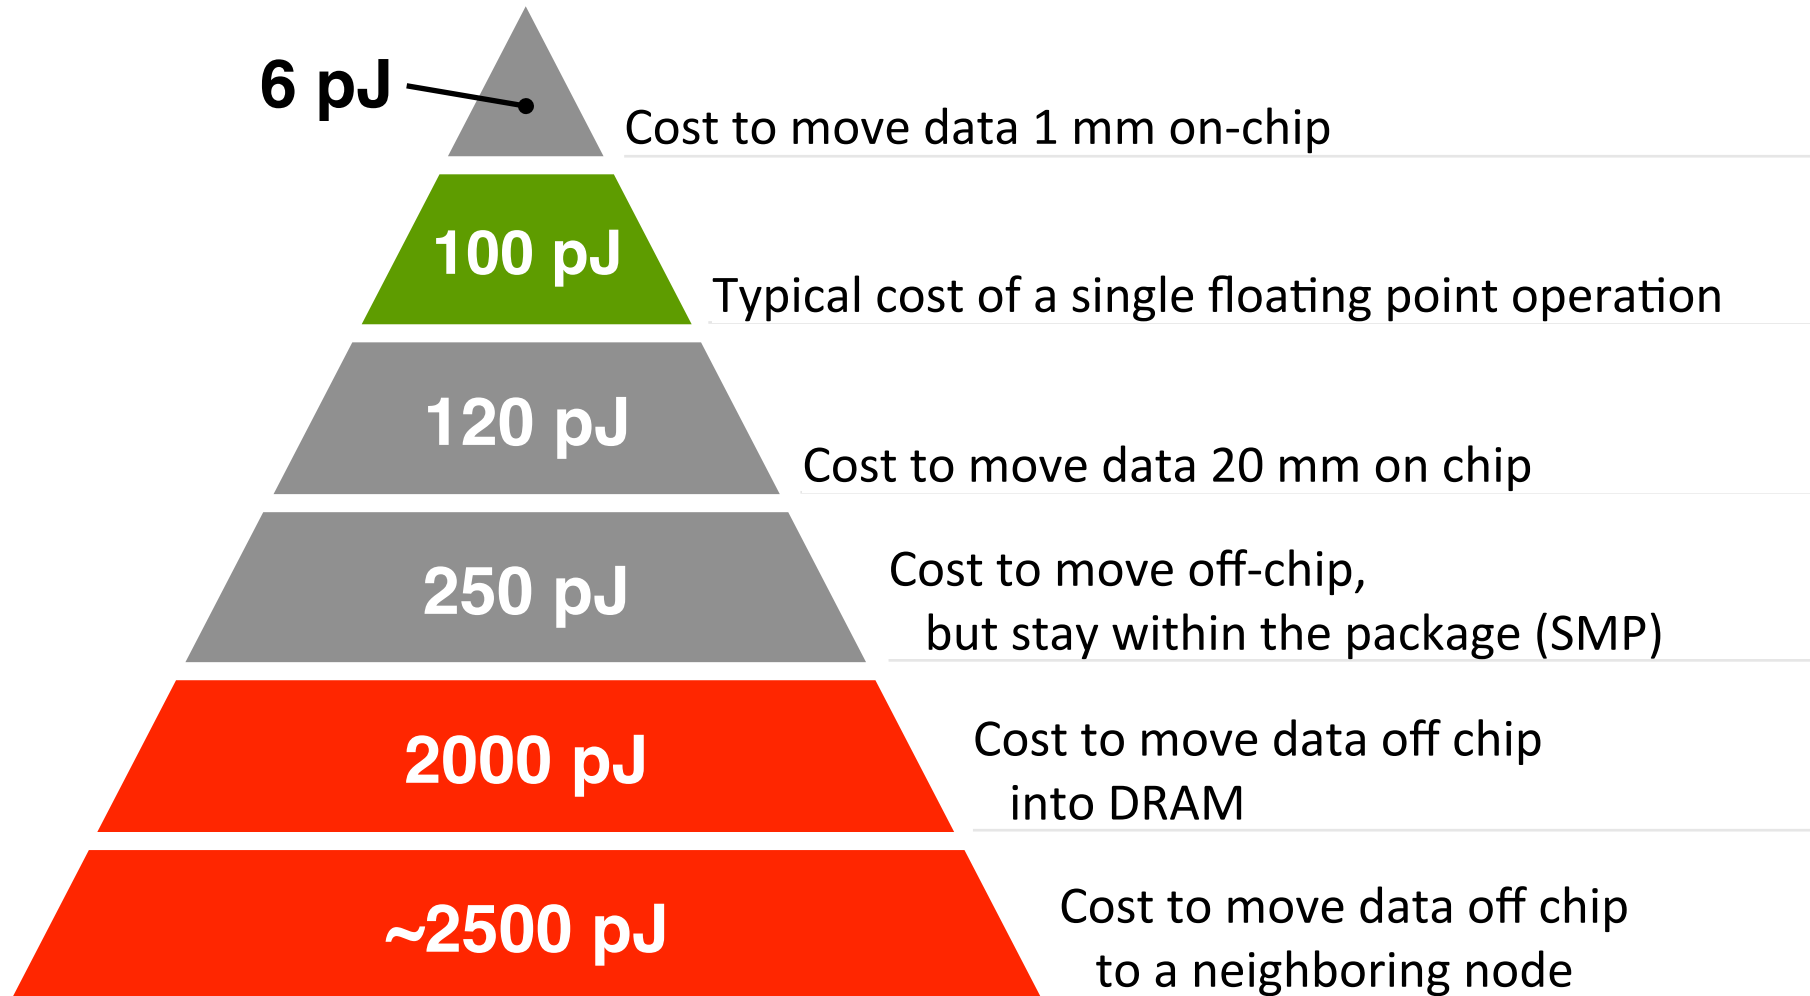 6 pJ
Cost to move data 1 mm on-chip
100 pJ
Typical cost of a single floating point operation
120 pJ
Cost to move data 20 mm on chip
250 pJ
Cost to move off-chip,
but stay within the package (SMP)
2000 pJ
Cost to move data off chip
into DRAM
~2500 pJ
Cost to move data off chip
to a neighboring node